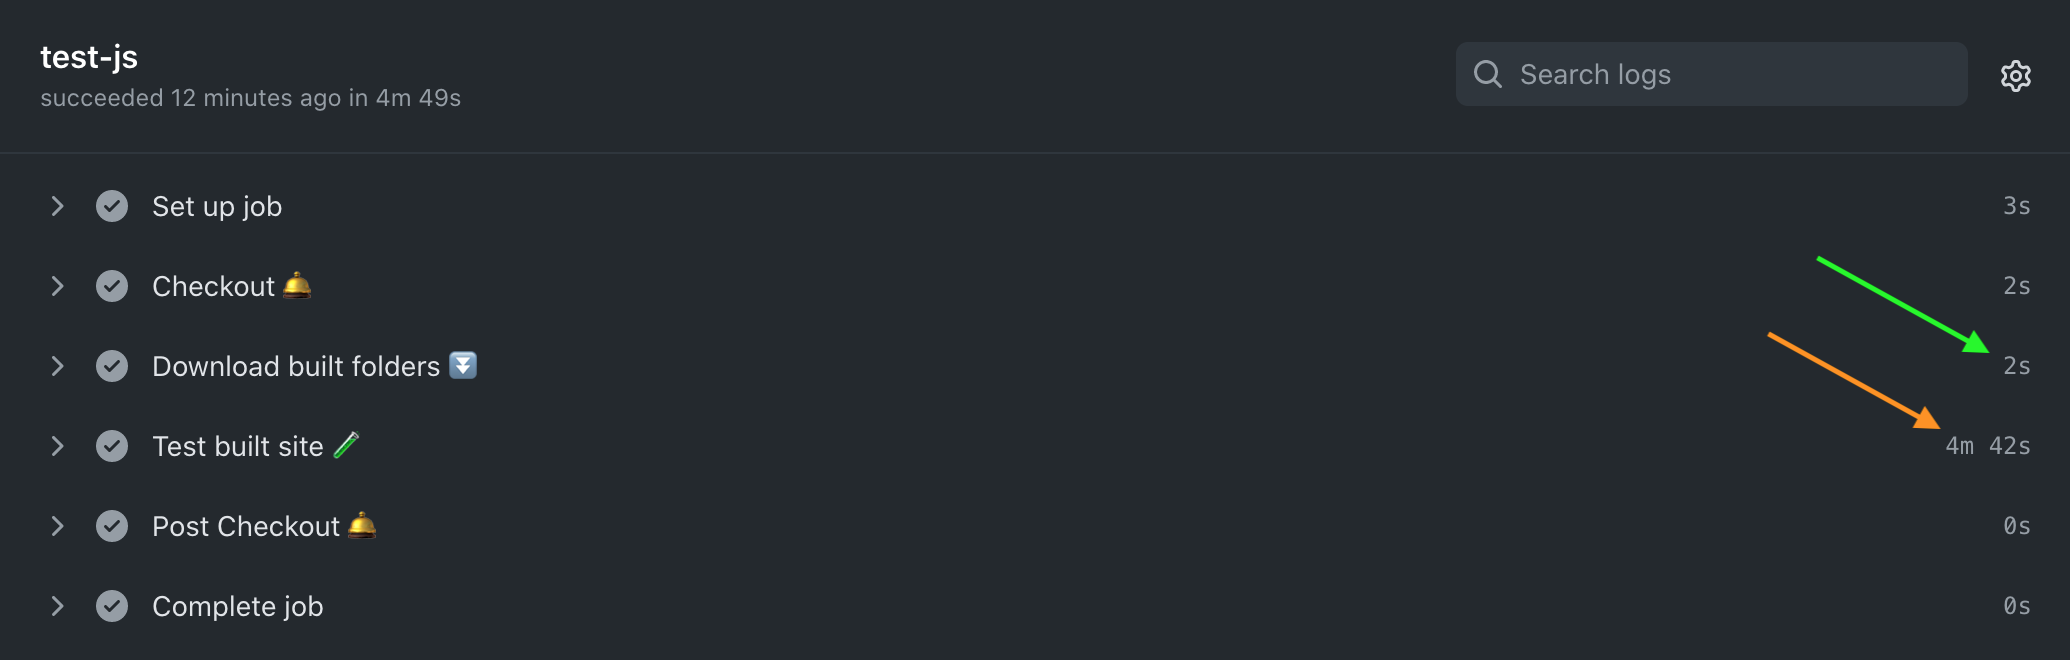 test-js
succeeded 12 minutes ago in 4m 49s
Search logs
Set up job 3s
Checkout 🛎️ 2s
Download built folders ⏬ 2s
Test built site 🧪 4m 42s
Post Checkout 🛎️ 0s
Complete job 0s